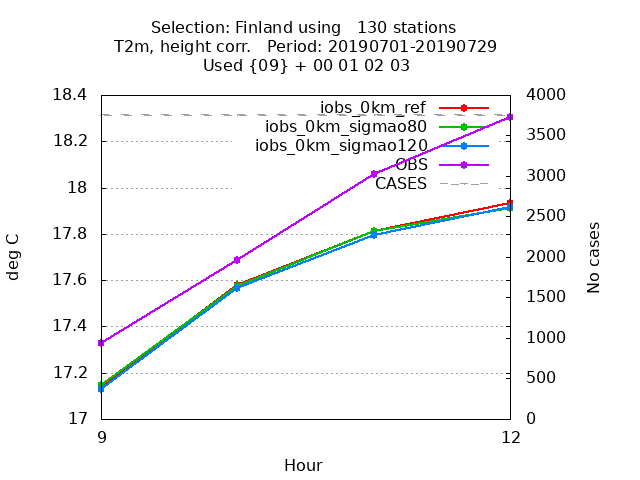 Selection: Finland using   130 stations
T2m, height corr.   Period: 20190701-20190729
Used {09} + 00 01 02 03
18.4
18.2
18
17.8
17.6
17.4
17.2
17
deg C
4000
3500
3000
2500
2000
1500
1000
500
0
No cases
iobs_0km_ref
iobs_0km_sigmao80
iobs_0km_sigmao120
OBS
CASES
9
12
Hour